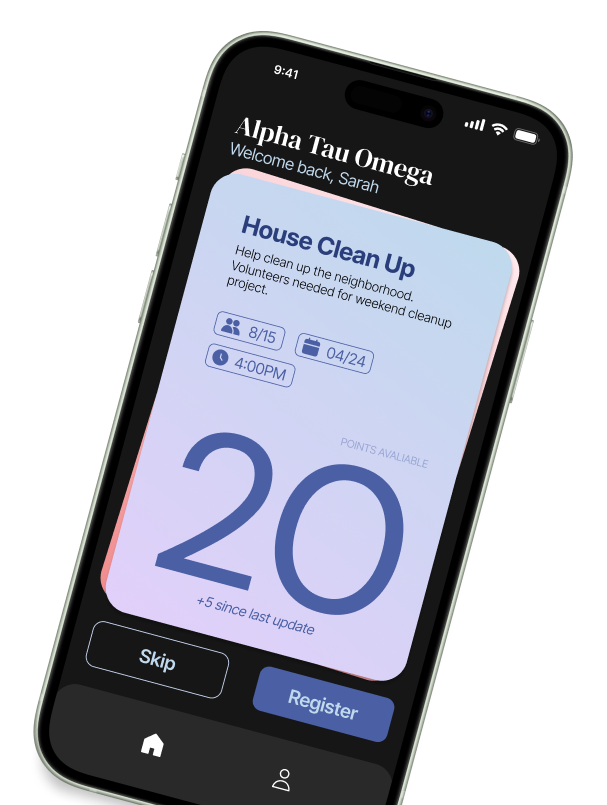 9:41
Alpha Tau Omega
Welcome back, Sarah
House Clean Up
Help clean up the neighborhood.
Volunteers needed for weekend cleanup
project.
8/15
04/24
4:00PM
POINTS AVALIABLE
20
+5 since last update
Skip
Register